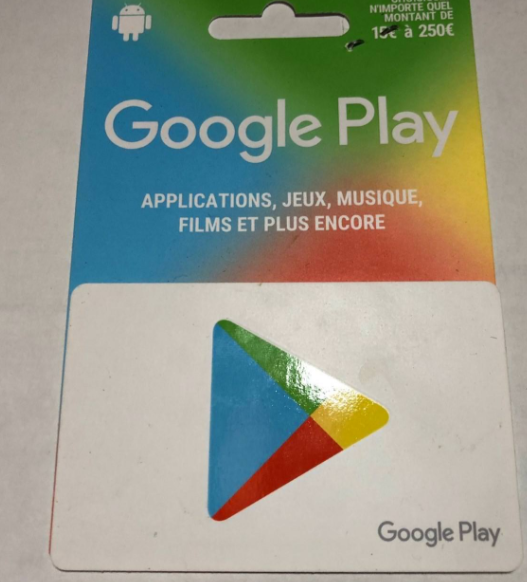 N'IMPORTE QUEL
MONTANT DE
15€ à 250€
Google Play
APPLICATIONS, JEUX, MUSIQUE,
FILMS ET PLUS ENCORE
Google Play